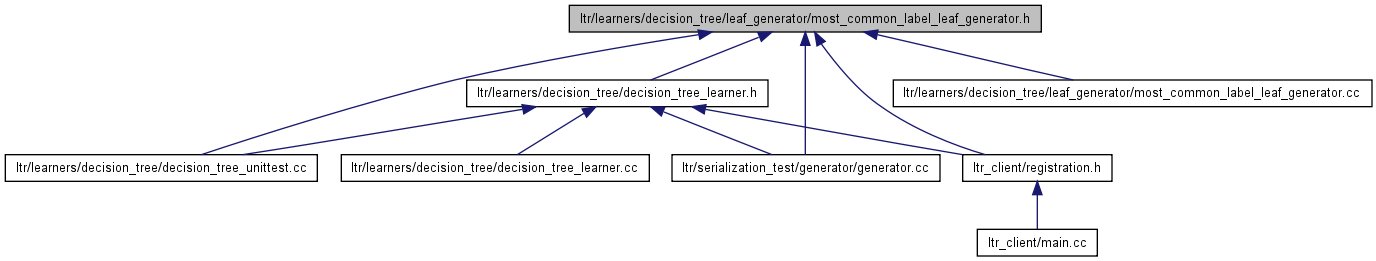 ltr/learners/decision_tree/leaf_generator/most_common_label_leaf_generator.h
ltr/learners/decision_tree/decision_tree_learner.h
ltr/learners/decision_tree/leaf_generator/most_common_label_leaf_generator.cc
ltr/learners/decision_tree/decision_tree_unittest.cc
ltr/learners/decision_tree/decision_tree_learner.cc
ltr/serialization_test/generator/generator.cc
ltr_client/registration.h
ltr_client/main.cc